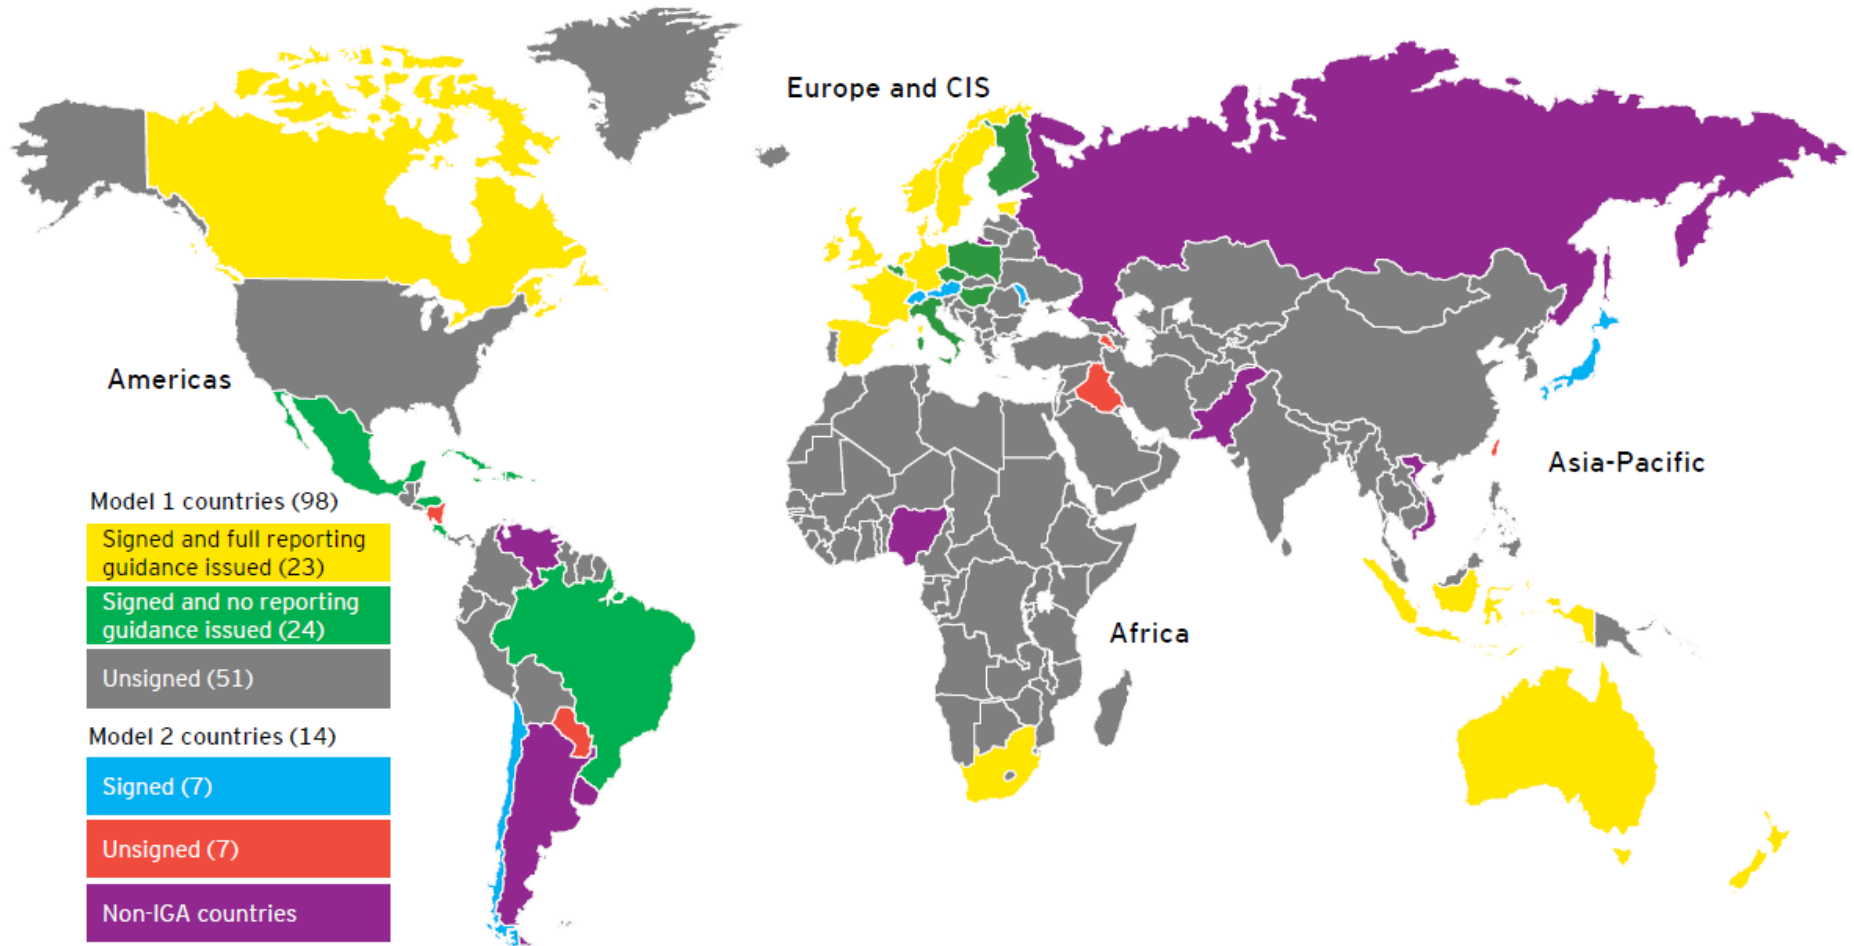 Europe and CIS
Americas
Asia-Pacific
Africa
Model 1 countries (98)
Signed and full reporting
guidance issued (23)
Signed and no reporting
guidance issued (24)
Unsigned (51)
Model 2 countries (14)
Signed (7)
Unsigned (7)
Non-IGA countries